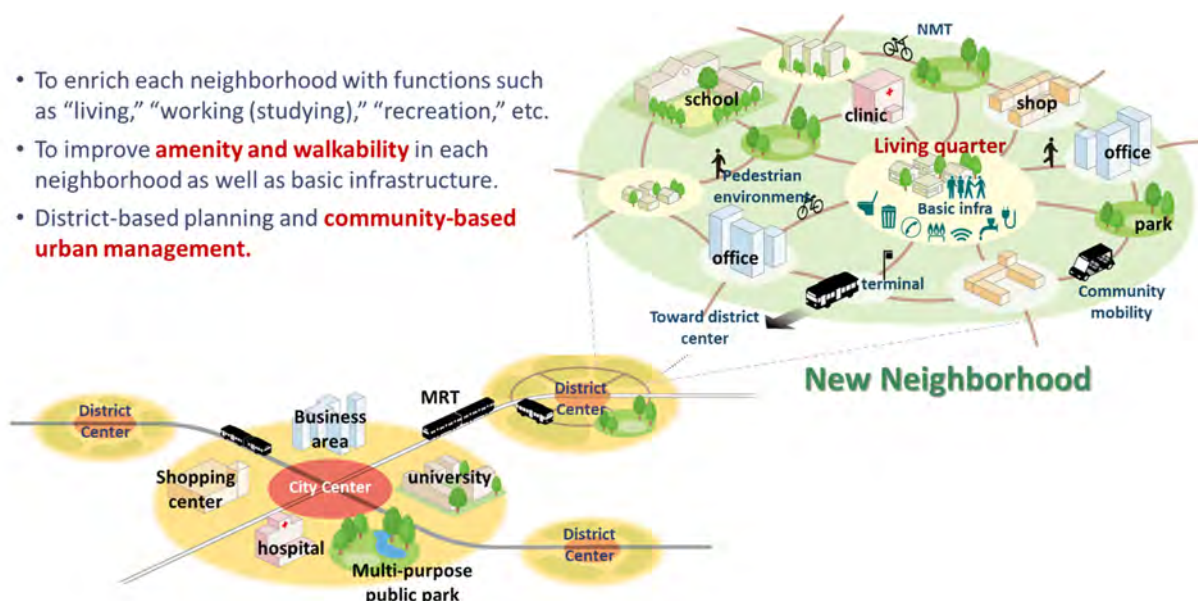 • To enrich each neighborhood with functions such
as “living,” “working (studying),” “recreation,” etc.
• To improve amenity and walkability in each
neighborhood as well as basic infrastructure.
• District-based planning and community-based
urban management.
NMT
school
clinic
shop
office
Living quarter
Pedestrian
environment
Basic infra
park
office
terminal
Community
mobility
Toward district
center
New Neighborhood
District
Center
MRT
District
Center
Business
area
Shopping
center
City Center
university
hospital
Multi-purpose
public park
District
Center